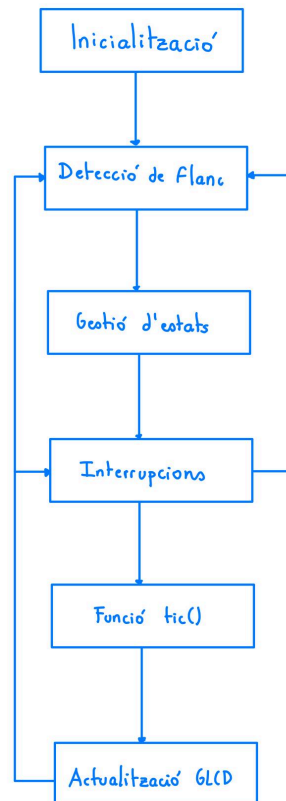 Inicialització
Detecció de flanc
Gestió d'estats
Interrupcions
Funció tic()
Actualització GLCD